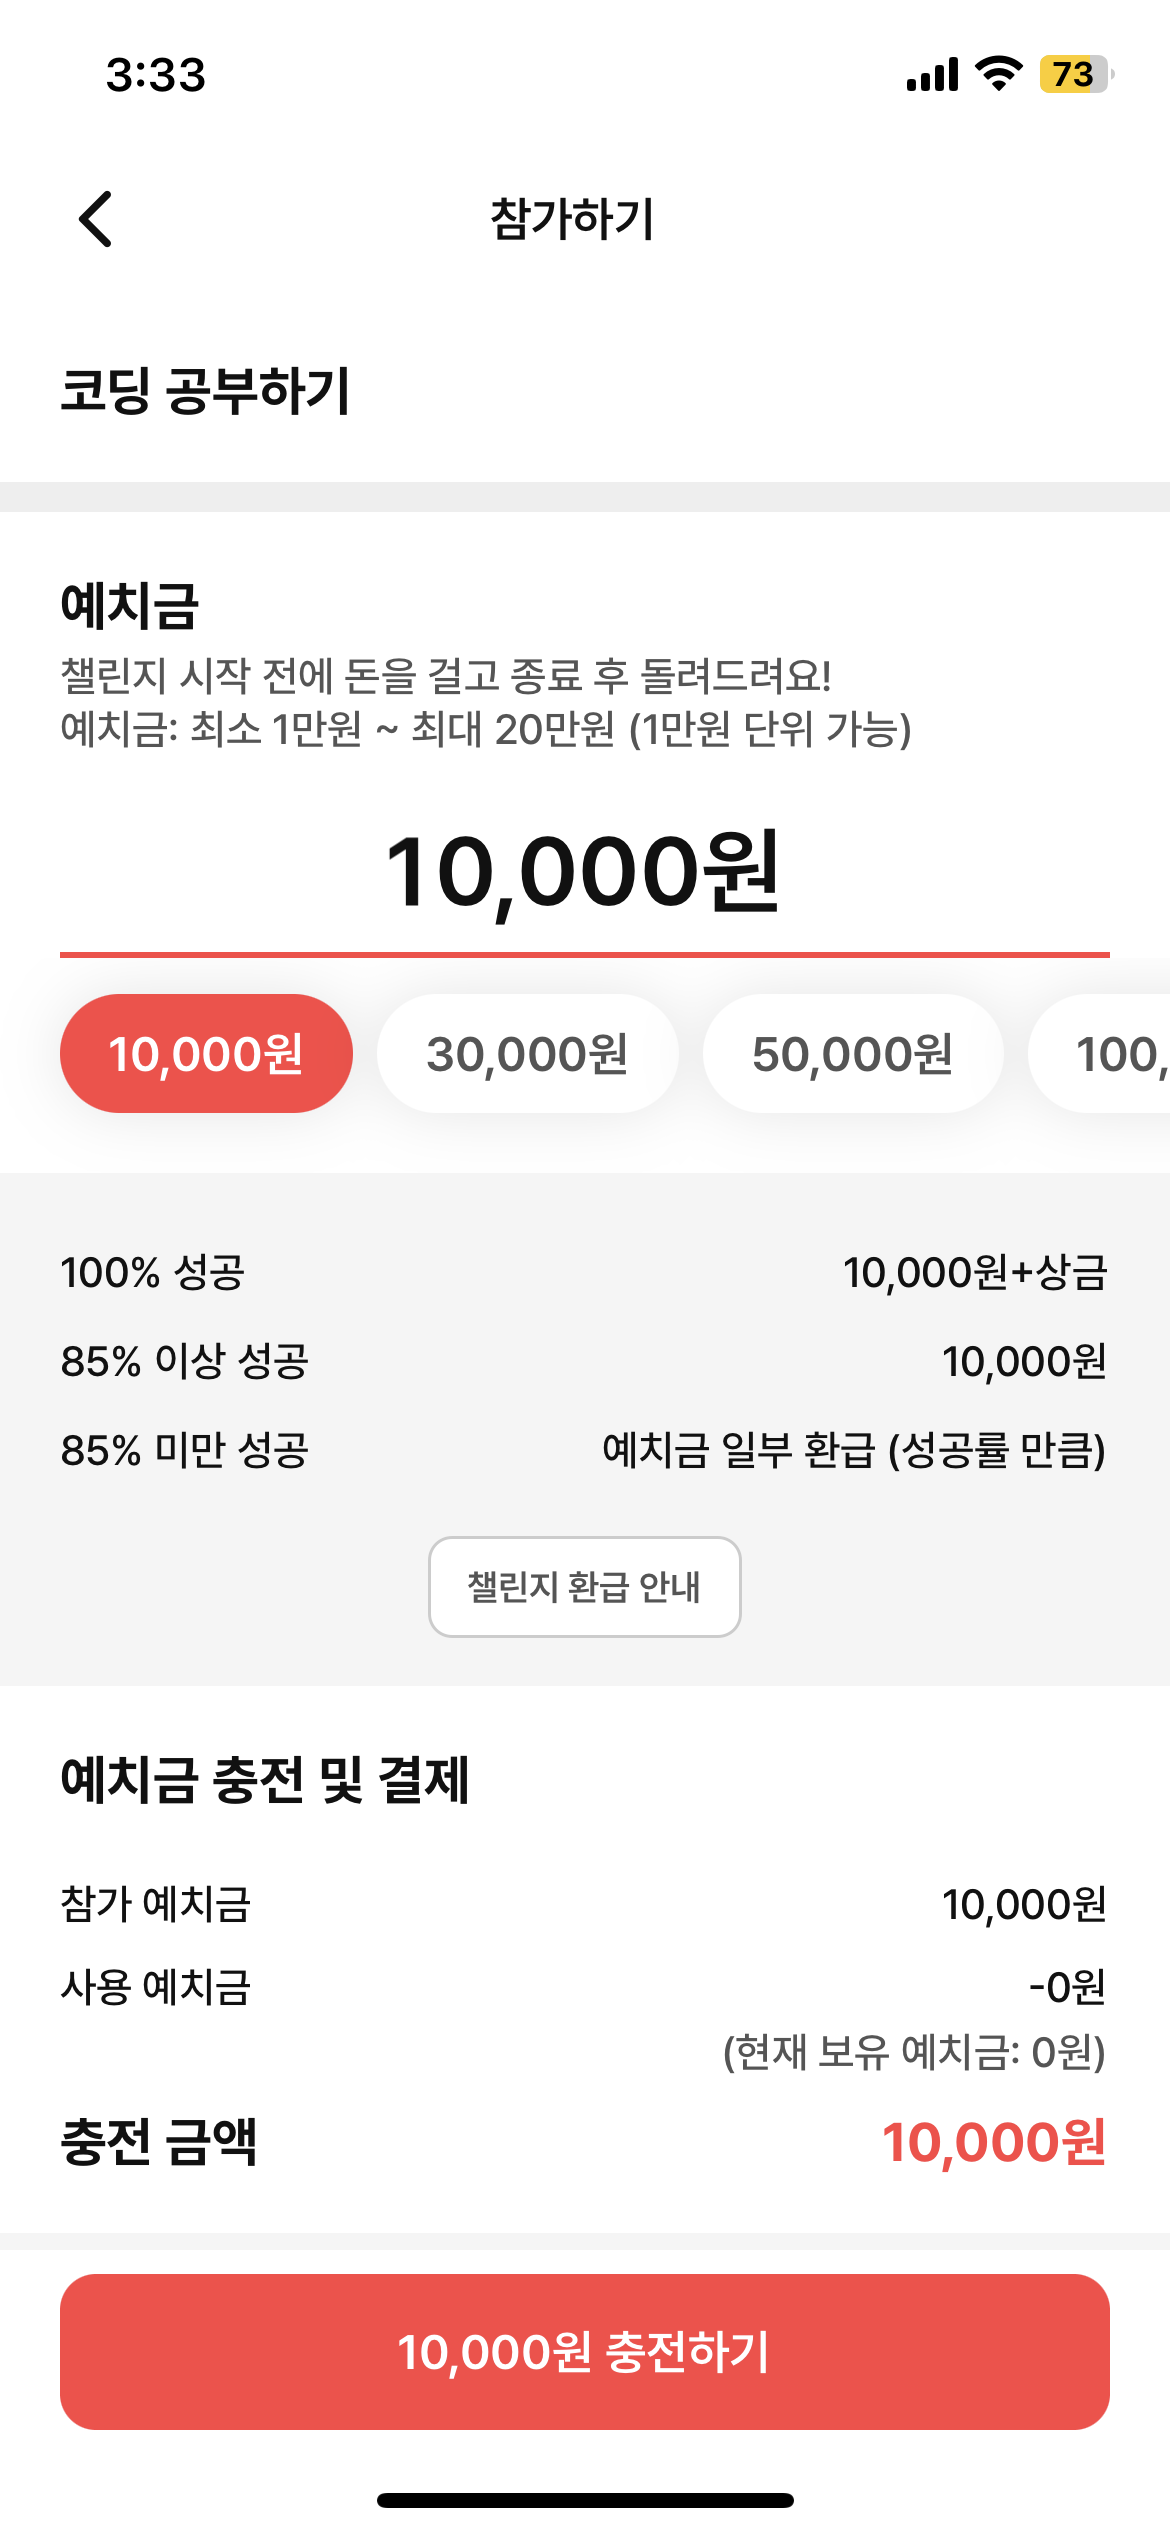 3:33
73
참가하기
코딩 공부하기
예치금
챌린지 시작 전에 돈을 걸고 종료 후 돌려드려요!
예치금: 최소 1만원 ~ 최대 20만원 (1만원 단위 가능)
10,000원
10,000원 30,000원 50,000원 100,
100% 성공 10,000원+상금
85% 이상 성공 10,000원
85% 미만 성공 예치금 일부 환급 (성공률 만큼)
챌린지 환급 안내
예치금 충전 및 결제
참가 예치금 10,000원
사용 예치금 -0원
(현재 보유 예치금: 0원)
충전 금액 10,000원
10,000원 충전하기